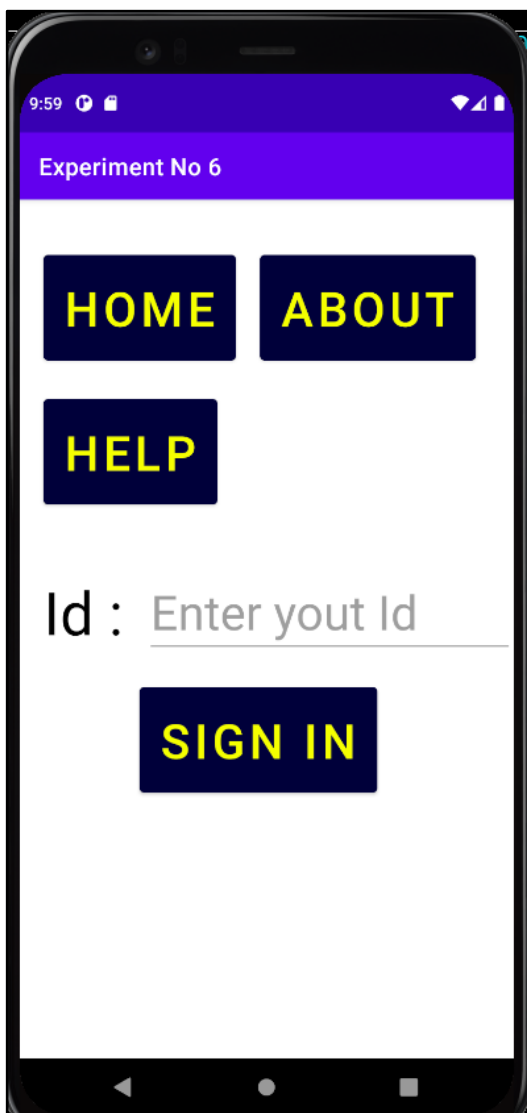 9:59
Experiment No 6
HOME ABOUT
HELP
Id : Enter yout Id
SIGN IN